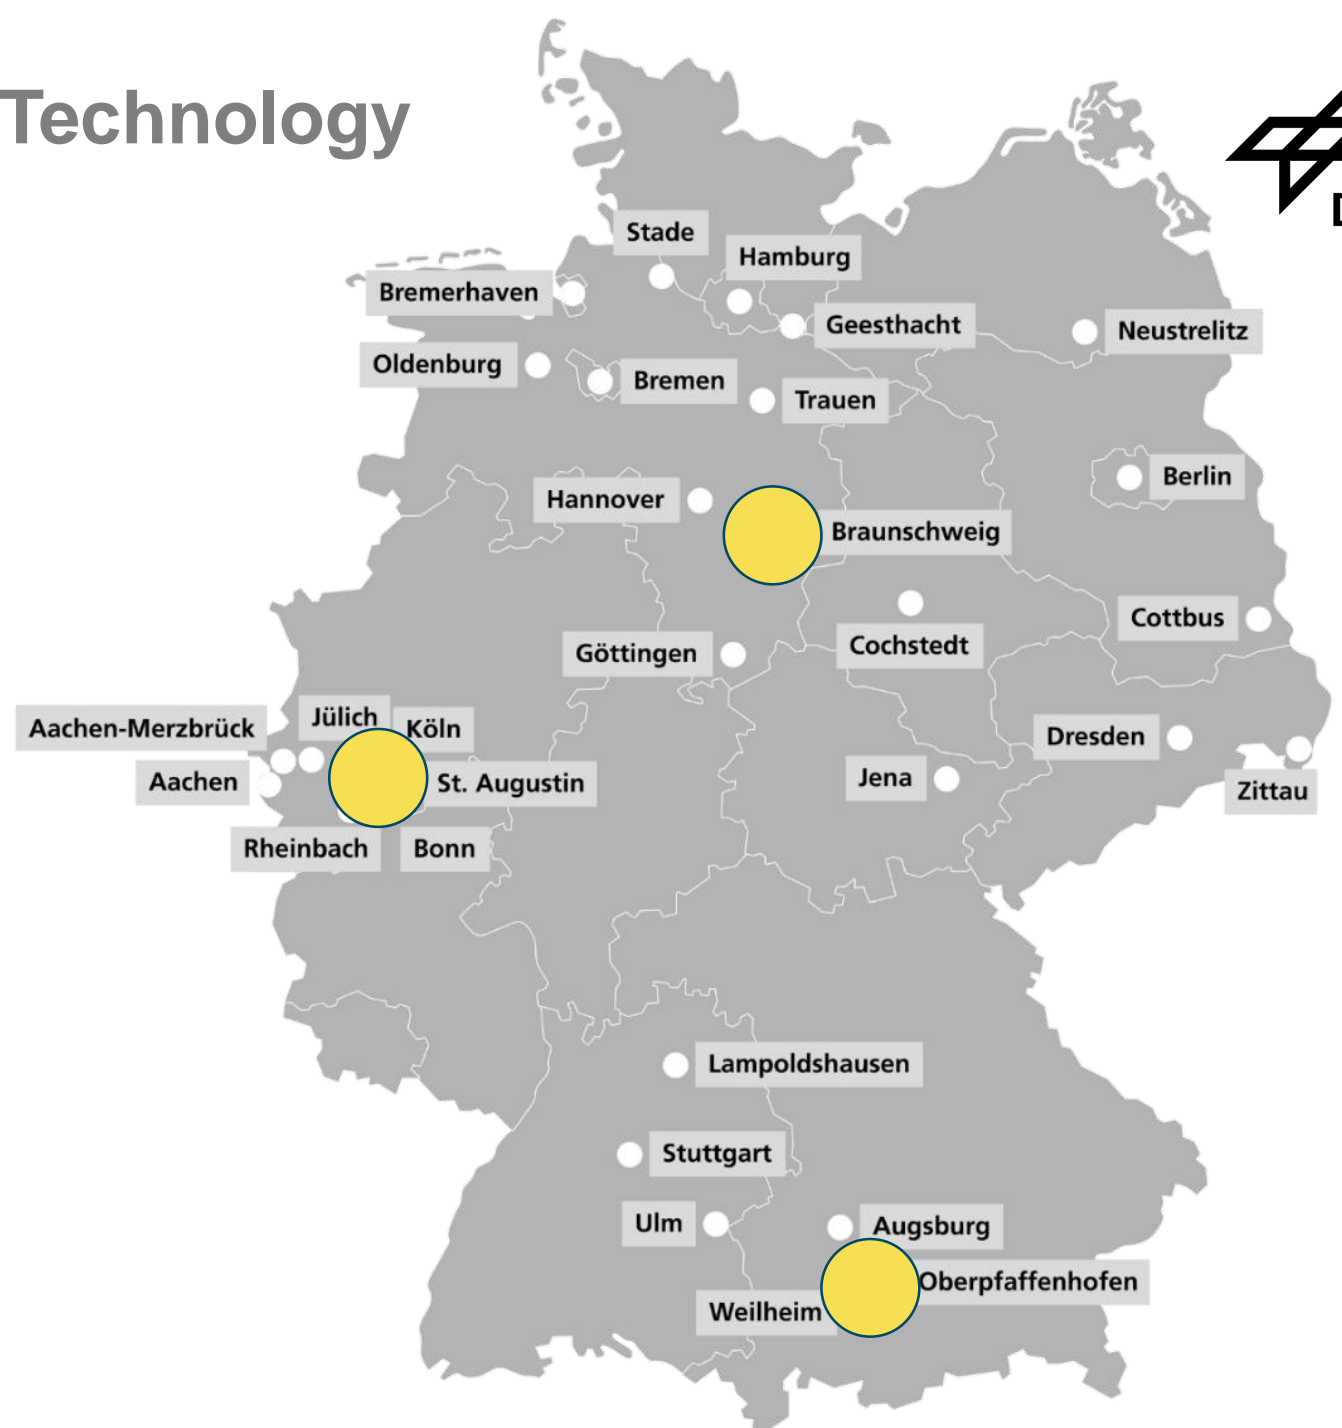 Technology
Stade
Hamburg
Bremerhaven
Geesthacht
Neustrelitz
Oldenburg
Bremen
Trauen
Berlin
Hannover
Braunschweig
Cottbus
Göttingen
Cochstedt
Jülich
Köln
Aachen-Merzbrück
Dresden
Aachen
St. Augustin
Jena
Zittau
Rheinbach
Bonn
Lampoldshausen
Stuttgart
Ulm
Augsburg
Oberpfaffenhofen
Weilheim